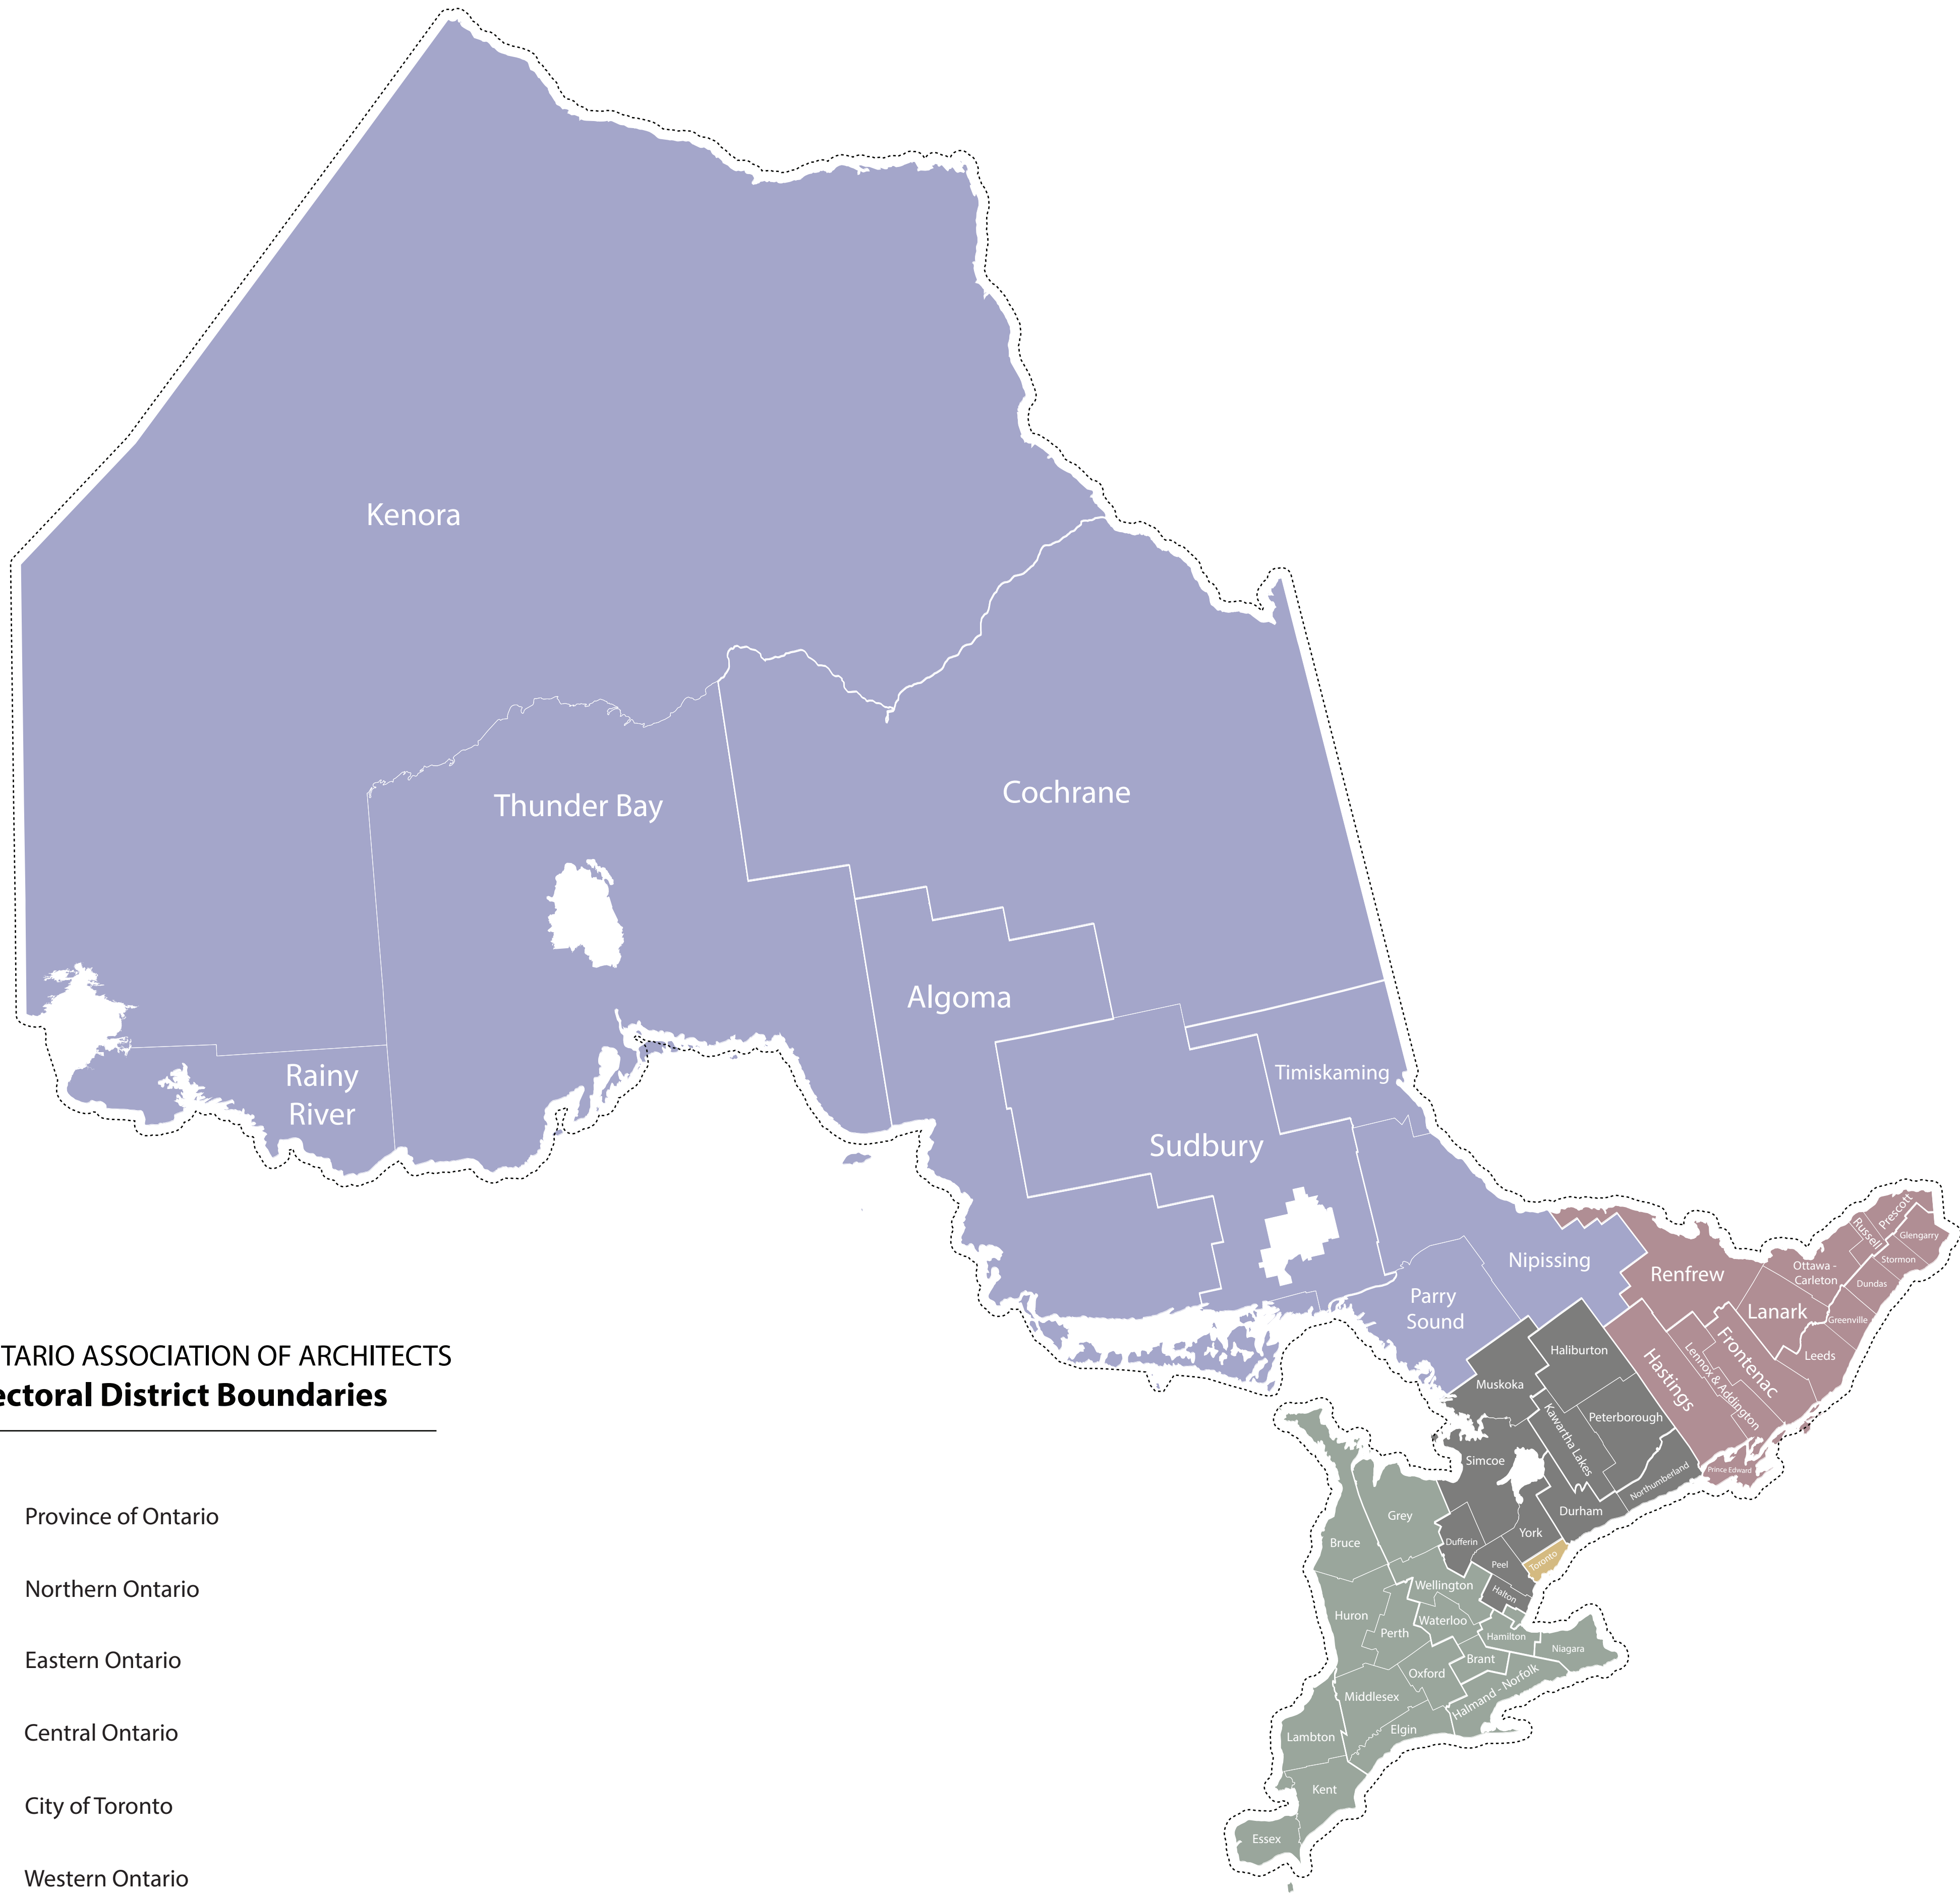 Kenora
Thunder Bay
Cochrane
Algoma
Rainy
River
Timiskaming
Sudbury
Nipissing
Parry
Sound
Renfrew
Ottawa -
Carleton
Russell
Prescott
Glengarry
Stormon
Dundas
Greenville
Lanark
Leeds
Frontenac
Lennox & Addington
Hastings
Prince Edward
Haliburton
Muskoka
Kawartha Lakes
Peterborough
Northumberland
Simcoe
Durham
York
Dufferin
Peel
Toronto
Halton
Grey
Bruce
Wellington
Huron
Perth
Waterloo
Hamilton
Niagara
Brant
Oxford
Halmand - Norfolk
Middlesex
Elgin
Lambton
Kent
Essex
TARIO ASSOCIATION OF ARCHITECTS
ectoral District Boundaries
Province of Ontario
Northern Ontario
Eastern Ontario
Central Ontario
City of Toronto
Western Ontario